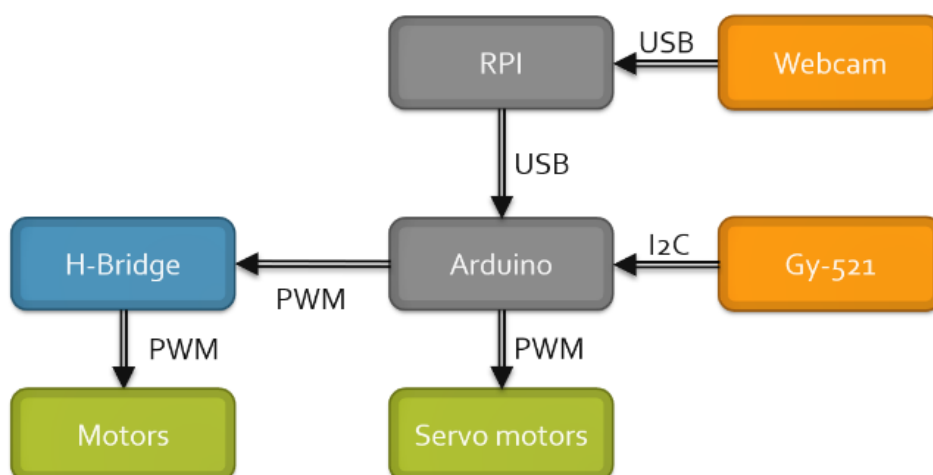 RPI
USB
Webcam
USB
H-Bridge
Arduino
I2C
Gy-521
PWM
PWM
PWM
Motors
Servo motors